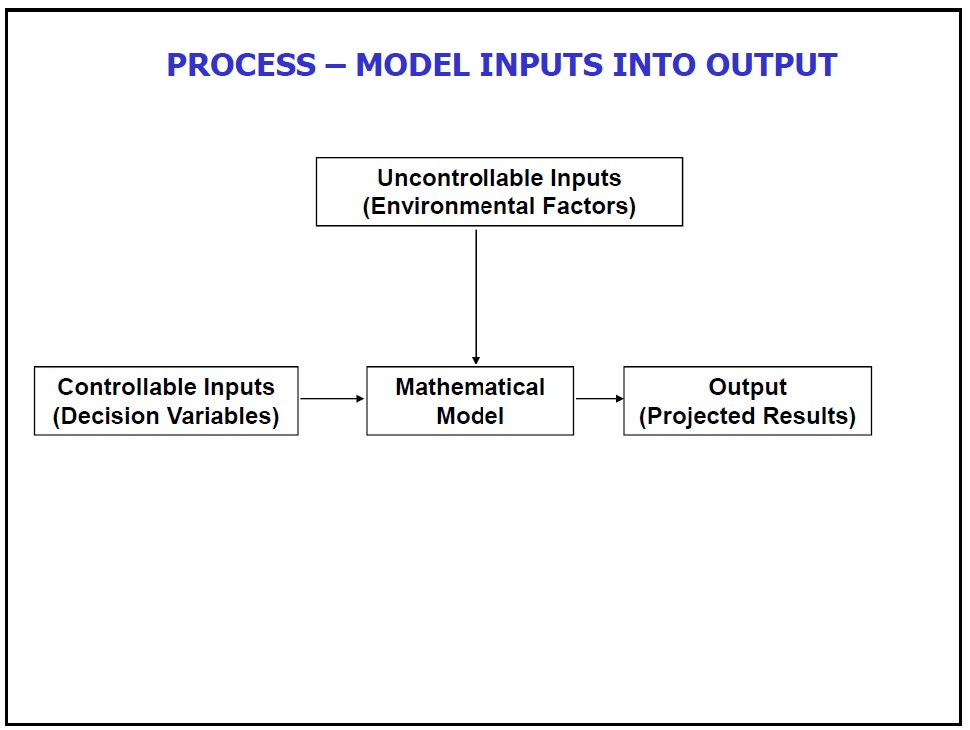 PROCESS – MODEL INPUTS INTO OUTPUT
Uncontrollable Inputs
(Environmental Factors)
Controllable Inputs
(Decision Variables)
Mathematical
Model
Output
(Projected Results)